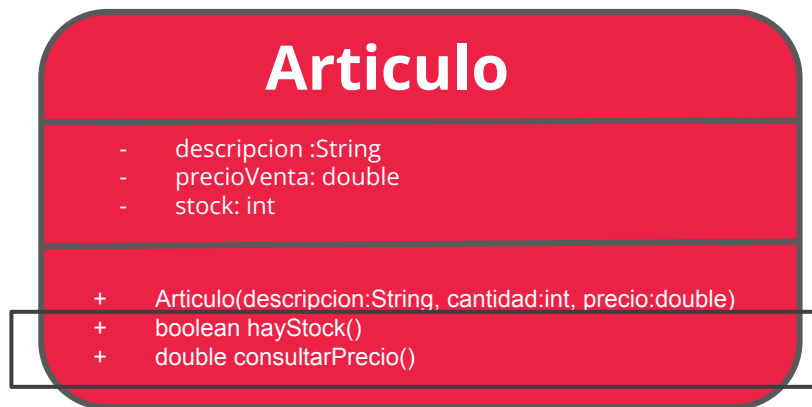 Articulo
- descripcion :String
- precioVenta: double
- stock: int
+ Articulo(descripcion:String, cantidad:int, precio:double)
+ boolean hayStock()
+ double consultarPrecio()